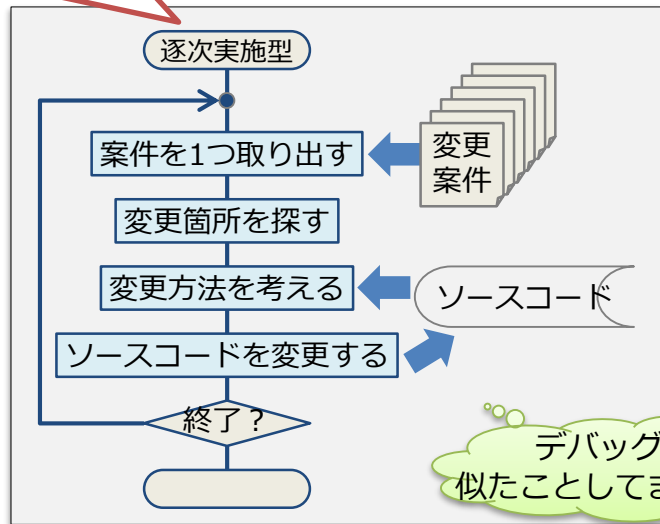 逐次実施型
案件を1つ取り出す
変更
案件
変更箇所を探す
変更方法を考える
ソースコード
ソースコードを変更する
終了?
デバッグ
似たことしてま